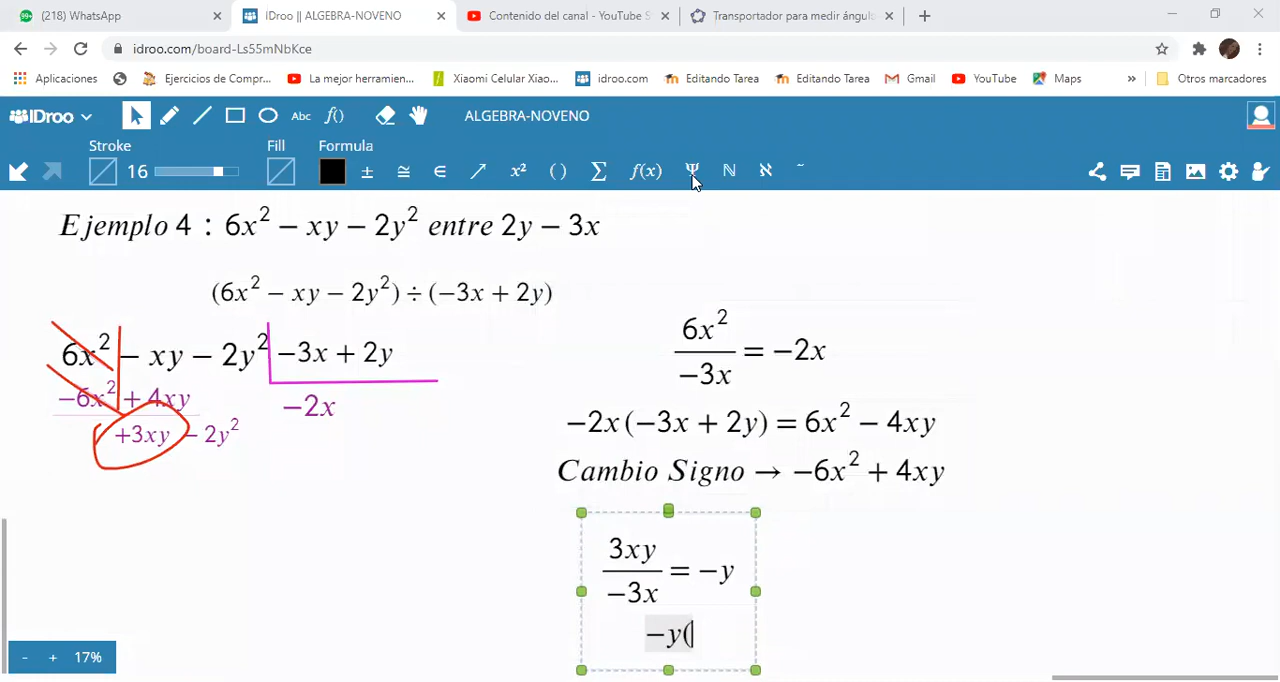 (218) WhatsApp
IDroo || ALGEBRA-NOVENO
Contenido del canal - YouTube S
Transportador para medir ángulo
idroo.com/board-Ls55mNbKce
Aplicaciones
Ejercicios de Compr...
La mejor herramien...
Xiaomi Celular Xiao...
idroo.com
Editando Tarea
Editando Tarea
Gmail
YouTube
Maps
»
Otros marcadores
IDroo
Abc
f()
ALGEBRA-NOVENO
Stroke
Fill
Formula
16
± ≅ ∈ x² ( ) Σ f(x) Ψ ℕ ℵ ~
Ejemplo 4 : 6x² − xy − 2y² entre 2y − 3x
(6x² − xy − 2y²) ÷ (−3x + 2y)
6x² − xy − 2y² −3x + 2y
−6x² + 4xy −2x
+3xy − 2y²
6x²
−3x = −2x
−2x(−3x + 2y) = 6x² − 4xy
Cambio Signo → −6x² + 4xy
3xy
−3x = −y
−y(
- + 17%